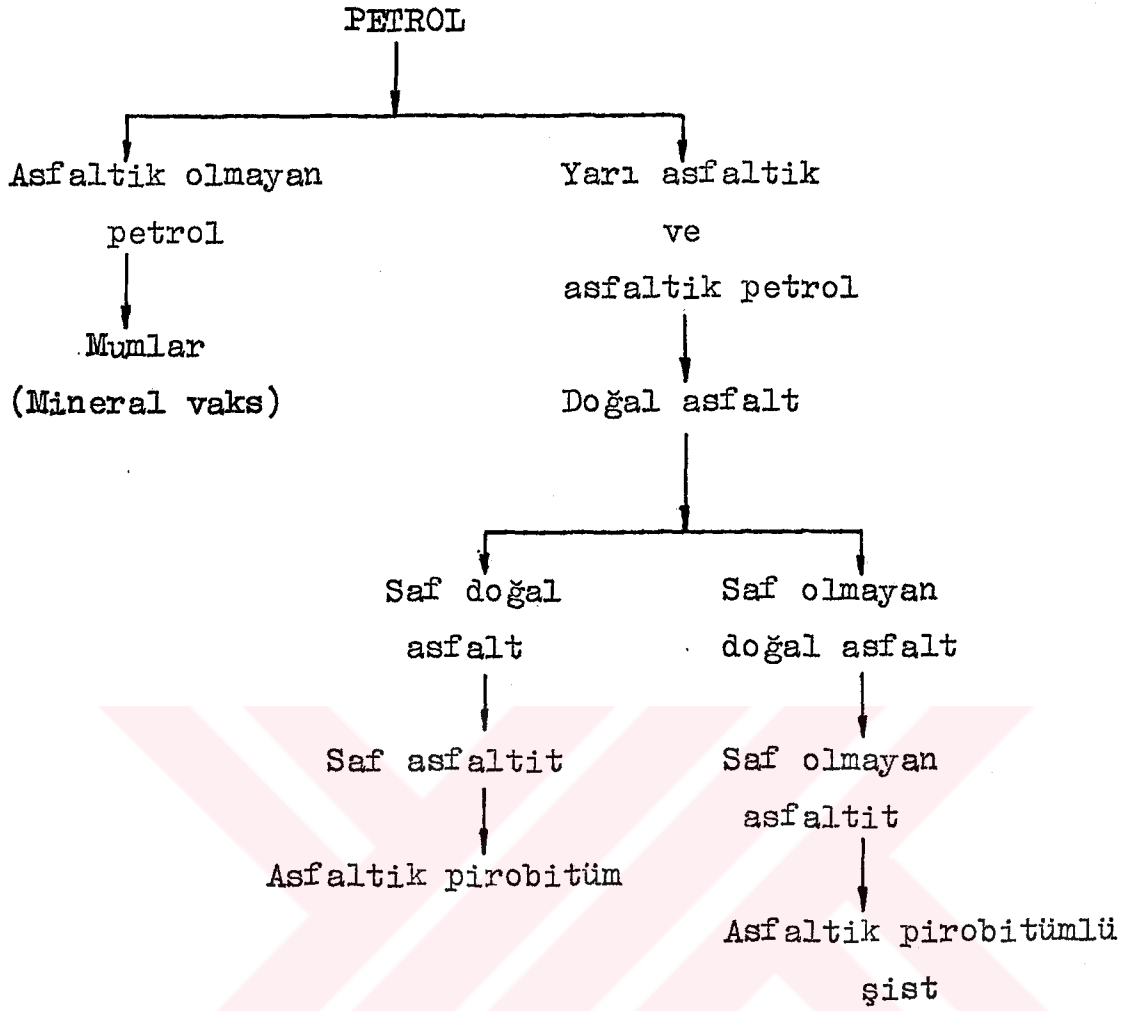 PETROL
Asfaltik olmayan
petrol
Mumlar
(Mineral vaks)
Yarı asfaltik
ve
asfaltik petrol
Doğal asfalt
Saf doğal
asfalt
Saf asfaltit
Asfaltik pirobitüm
Saf olmayan
doğal asfalt
Saf olmayan
asfaltit
Asfaltik pirobitümlü
şist